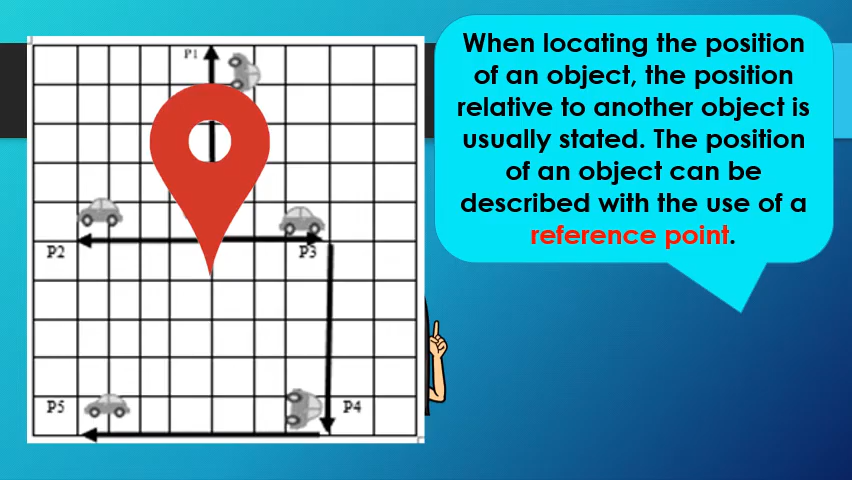 P1
When locating the position
of an object, the position
relative to another object is
usually stated. The position
of an object can be
described with the use of a
reference point.
P2
P3
P5
P4